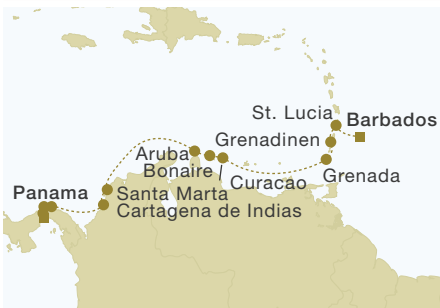 St. Lucia
Barbados
Grenadinen
Aruba
Bonaire
Curacao
Grenada
Panama
Santa Marta
Cartagena de Indias